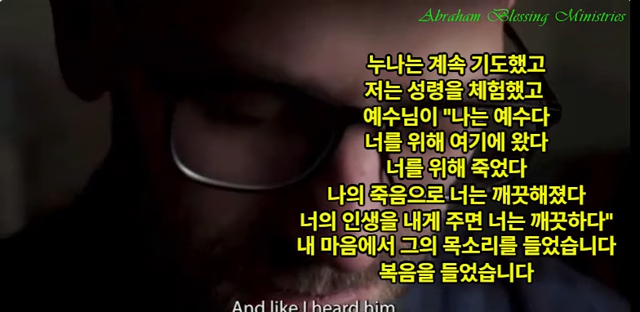 Abraham Blessing Ministries
누나는 계속 기도했고
저는 성령을 체험했고
예수님이 "나는 예수다
너를 위해 여기에 왔다
너를 위해 죽었다
나의 죽음으로 너는 깨끗해졌다
너의 인생을 내게 주면 너는 깨끗하다"
내 마음에서 그의 목소리를 들었습니다
복음을 들었습니다
And like I heard him